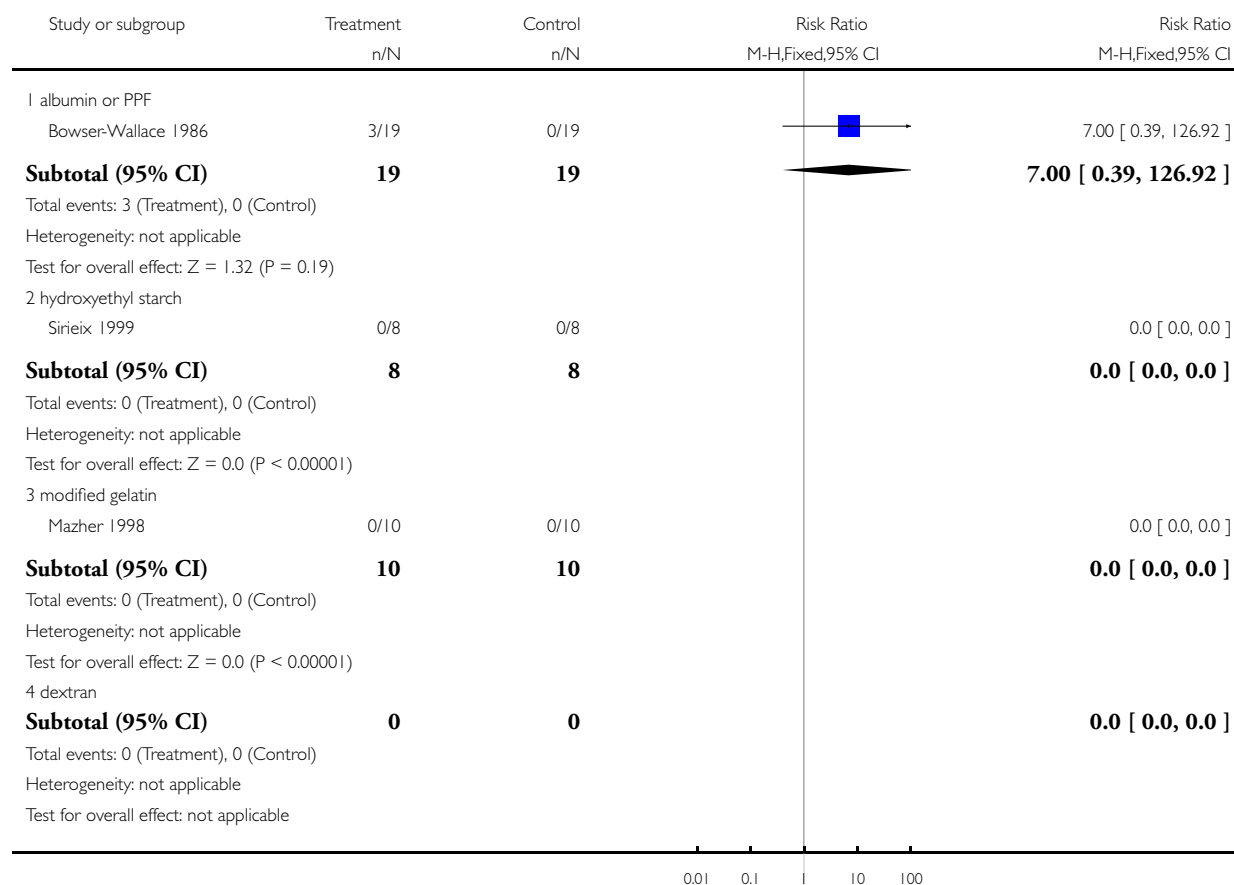 Study or subgroup Treatment Control Risk Ratio Risk Ratio
n/N n/N M-H,Fixed,95% CI M-H,Fixed,95% CI
1 albumin or PPF
Bowser-Wallace 1986 3/19 0/19 7.00 [ 0.39, 126.92 ]
Subtotal (95% CI) 19 19 7.00 [ 0.39, 126.92 ]
Total events: 3 (Treatment), 0 (Control)
Heterogeneity: not applicable
Test for overall effect: Z = 1.32 (P = 0.19)
2 hydroxyethyl starch
Sirieix 1999 0/8 0/8 0.0 [ 0.0, 0.0 ]
Subtotal (95% CI) 8 8 0.0 [ 0.0, 0.0 ]
Total events: 0 (Treatment), 0 (Control)
Heterogeneity: not applicable
Test for overall effect: Z = 0.0 (P < 0.00001)
3 modified gelatin
Mazher 1998 0/10 0/10 0.0 [ 0.0, 0.0 ]
Subtotal (95% CI) 10 10 0.0 [ 0.0, 0.0 ]
Total events: 0 (Treatment), 0 (Control)
Heterogeneity: not applicable
Test for overall effect: Z = 0.0 (P < 0.00001)
4 dextran
Subtotal (95% CI) 0 0 0.0 [ 0.0, 0.0 ]
Total events: 0 (Treatment), 0 (Control)
Heterogeneity: not applicable
Test for overall effect: not applicable
0.01 0.1 1 10 100